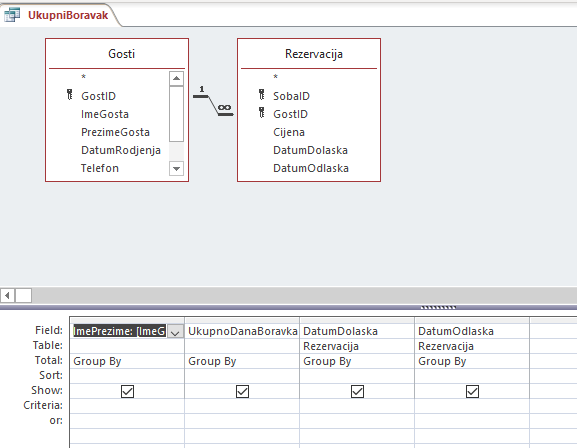 UkupniBoravak
Gosti
*
GostID
ImeGosta
PrezimeGosta
DatumRodjenja
Telefon
1
∞
Rezervacija
*
SobaID
GostID
Cijena
DatumDolaska
DatumOdlaska
Field: ImePrezime: [ImeG UkupnoDanaBoravka DatumDolaska DatumOdlaska
Table: Rezervacija Rezervacija
Total: Group By Group By Group By Group By
Sort:
Show:
Criteria:
or: